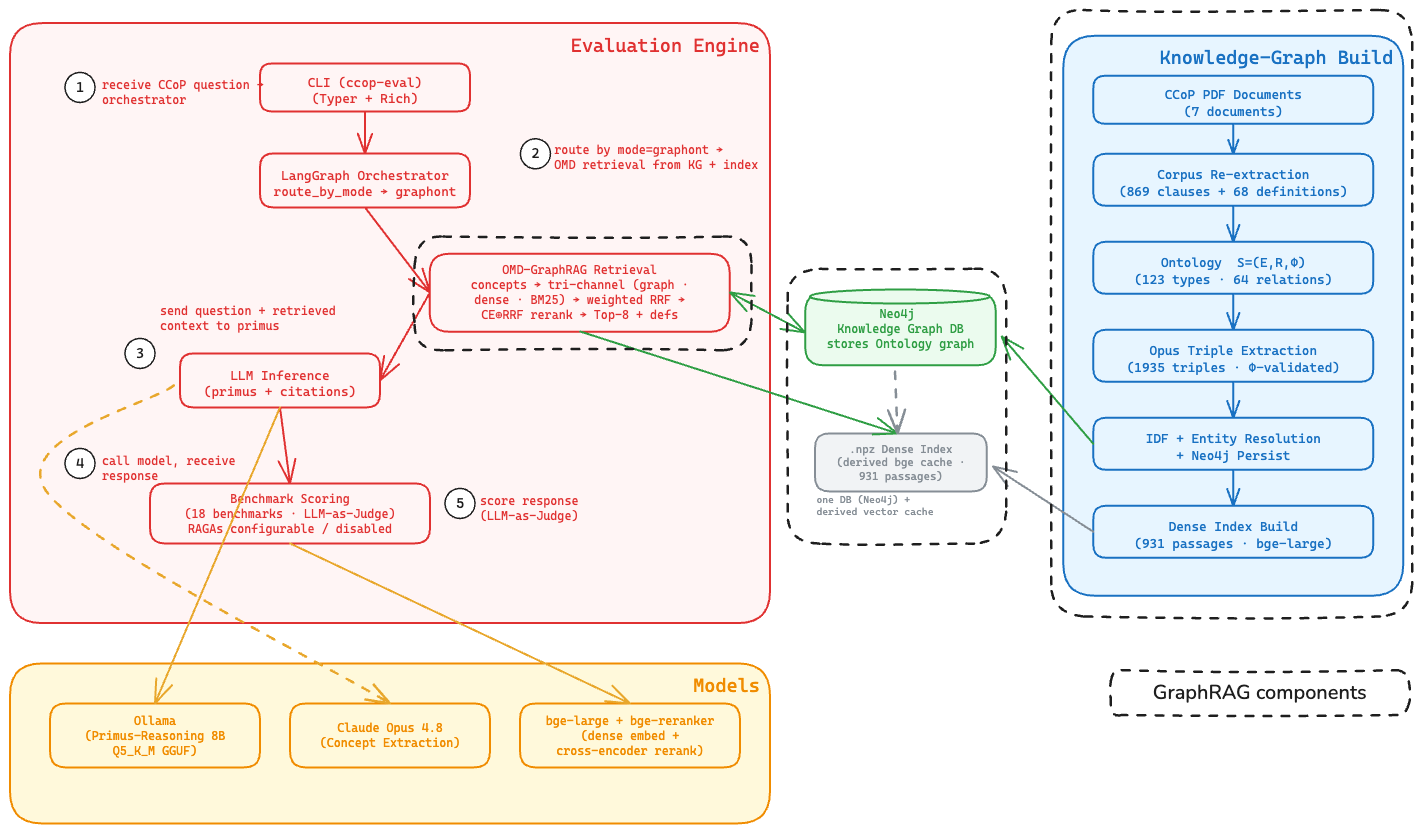 Evaluation Engine
1
receive CCoP question →
orchestrator
CLI (ccop-eval)
(Typer + Rich)
2
route by mode=graphont →
OMD retrieval from KG + index
LangGraph Orchestrator
route_by_mode → graphont
OMD-GraphRAG Retrieval
concepts → tri-channel (graph ·
dense · BM25) → weighted RRF →
CE⊕RRF rerank → Top-8 + defs
send question + retrieved
context to primus
3
LLM Inference
(primus + citations)
4
call model, receive
response
Benchmark Scoring
(18 benchmarks · LLM-as-Judge)
RAGAs configurable / disabled
5
score response
(LLM-as-Judge)
Neo4j
Knowledge Graph DB
stores Ontology graph
.npz Dense Index
(derived bge cache ·
931 passages)
one DB (Neo4j) +
derived vector cache
Knowledge-Graph Build
CCoP PDF Documents
(7 documents)
Corpus Re-extraction
(869 clauses + 68 definitions)
Ontology  S=(E,R,Φ)
(123 types · 64 relations)
Opus Triple Extraction
(1935 triples · Φ-validated)
IDF + Entity Resolution
+ Neo4j Persist
Dense Index Build
(931 passages · bge-large)
GraphRAG components
Models
Ollama
(Primus-Reasoning 8B
Q5_K_M GGUF)
Claude Opus 4.8
(Concept Extraction)
bge-large + bge-reranker
(dense embed +
cross-encoder rerank)